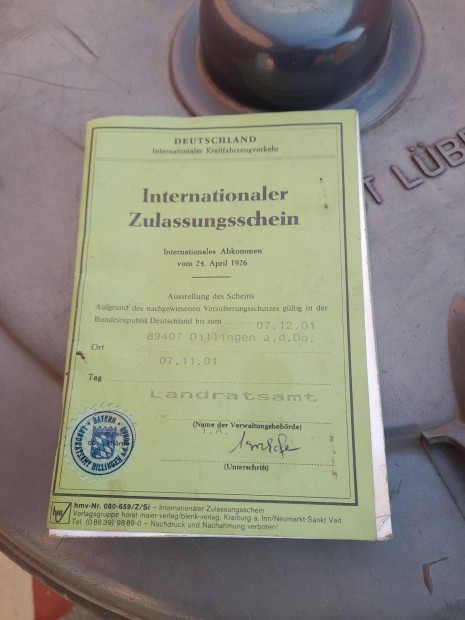 DEUTSCHLAND
Internationaler Kraftfahrzeugverkehr
Internationaler
Zulassungsschein
Internationales Abkommen
vom 24. April 1926
Ausstellung des Scheins
Aufgrund des nachgewiesenen Versicherungsschutzes gültig in der
Bundesrepublik Deutschland bis zum 07.12.01
89407 Dillingen a.d.Do.
Ort
07.11.01
Tag
Landratsamt
(Name der Verwaltungsbehörde)
I.A.
(Unterschrift)
BAYERN
LANDRATSAMT DILLINGEN
hmv-Nr. 080-659/Z/Si – Internationaler Zulassungsschein
Verlagsgruppe horst maier-verlag/blenk-verlag, Kraiburg a. Inn/Neumarkt-Sankt Veit
Tel. (0 86 39) 98 89-0 – Nachdruck und Nachahmung verboten!
T LÜB